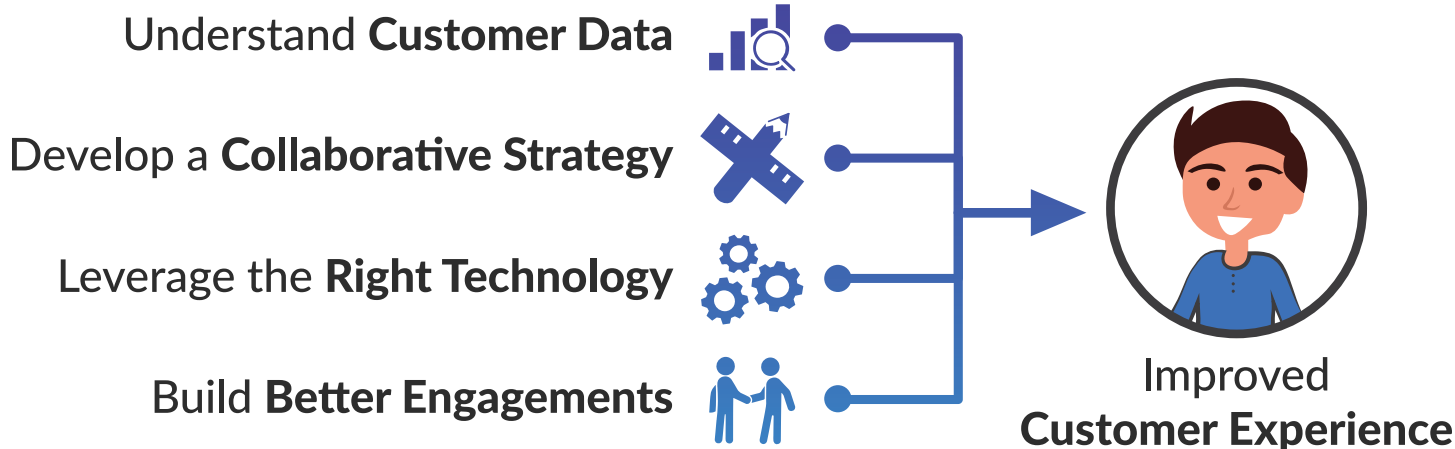 Understand Customer Data
Develop a Collaborative Strategy
Leverage the Right Technology
Build Better Engagements
Improved
Customer Experience